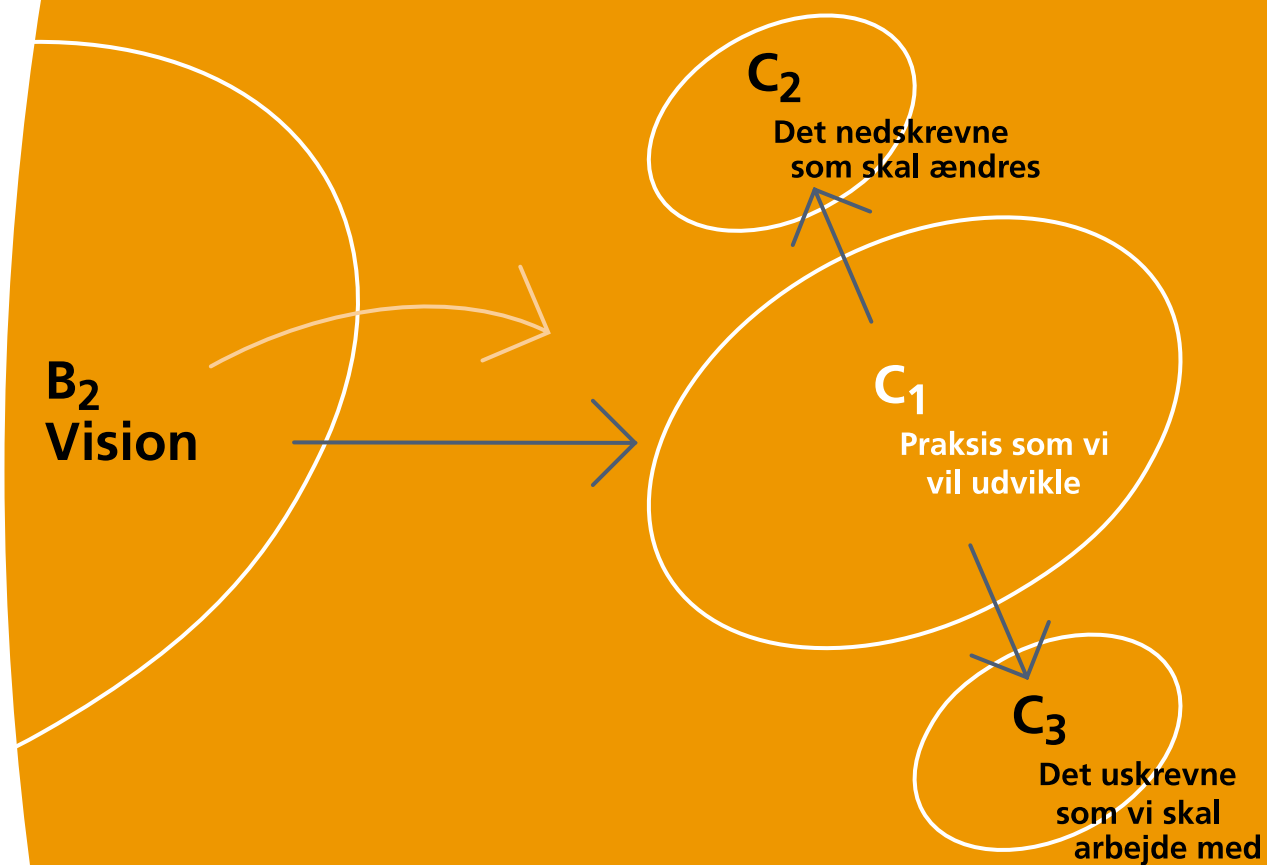 B₂
Vision
C₂
Det nedskrevne
som skal ændres
C₁
Praksis som vi
vil udvikle
C₃
Det uskrevne
som vi skal
arbejde med